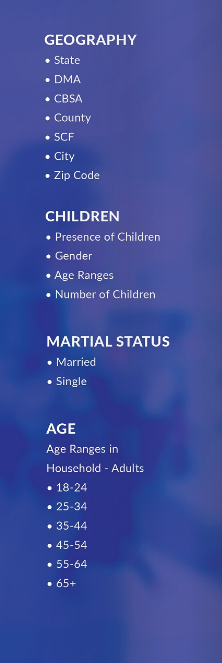 GEOGRAPHY
• State
• DMA
• CBSA
• County
• SCF
• City
• Zip Code
CHILDREN
• Presence of Children
• Gender
• Age Ranges
• Number of Children
MARTIAL STATUS
• Married
• Single
AGE
Age Ranges in
Household - Adults
• 18-24
• 25-34
• 35-44
• 45-54
• 55-64
• 65+